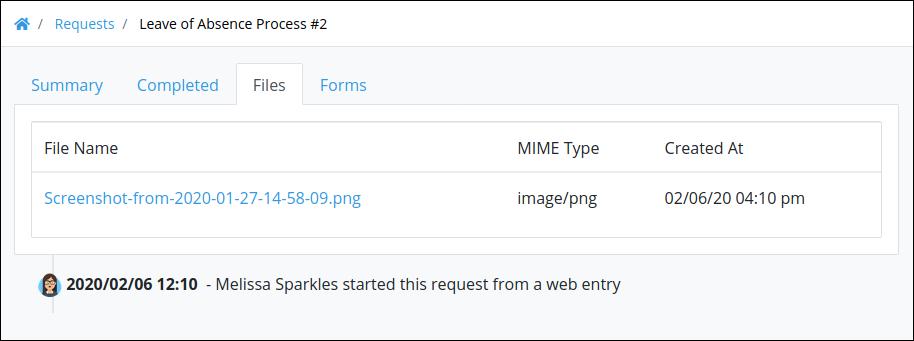 / Requests / Leave of Absence Process #2
Summary Completed Files Forms
File Name MIME Type Created At
Screenshot-from-2020-01-27-14-58-09.png image/png 02/06/20 04:10 pm
2020/02/06 12:10 - Melissa Sparkles started this request from a web entry